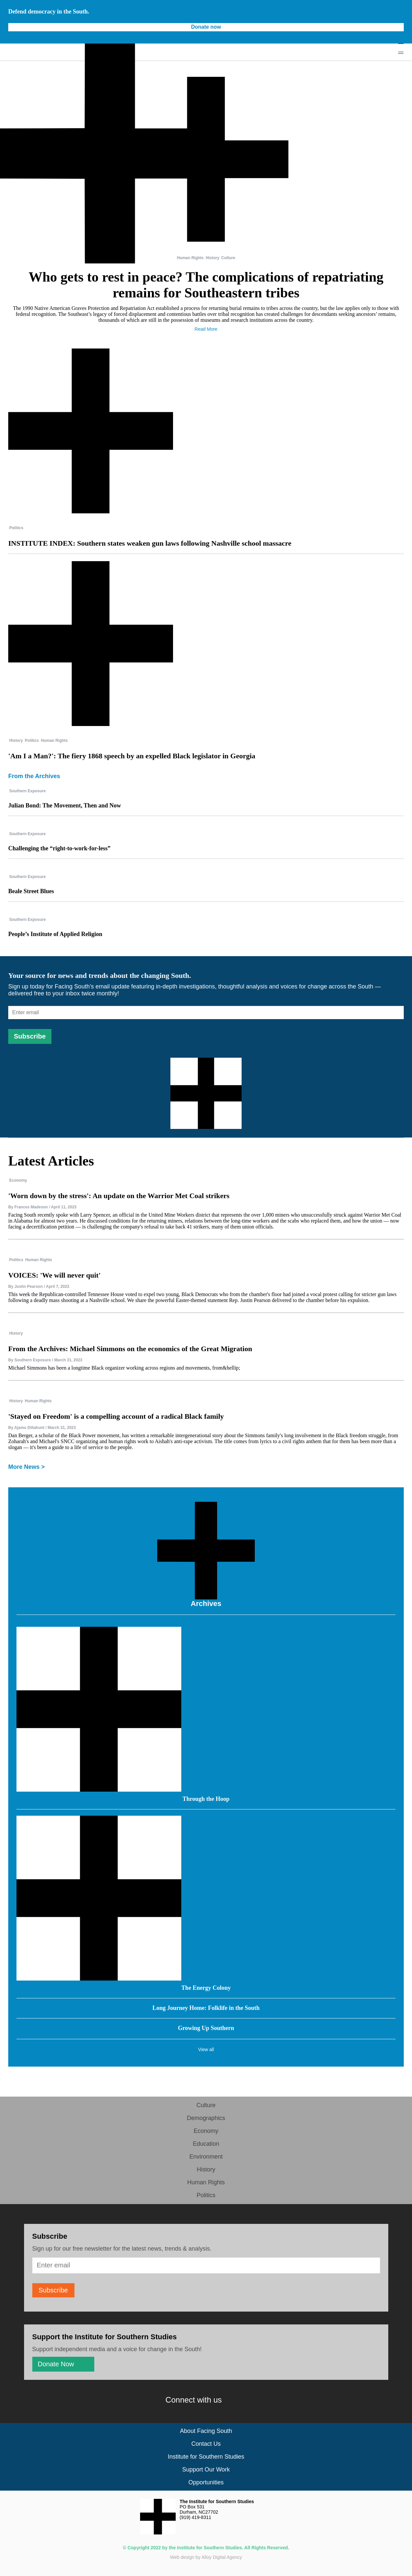 Defend democracy in the South.
Donate now
Human Rights History Culture
Who gets to rest in peace? The complications of repatriating
remains for Southeastern tribes
The 1990 Native American Graves Protection and Repatriation Act established a process for returning burial remains to tribes across the country, but the law applies only to those with
federal recognition. The Southeast's legacy of forced displacement and contentious battles over tribal recognition has created challenges for descendants seeking ancestors' remains,
thousands of which are still in the possession of museums and research institutions across the country.
Read More
Politics
INSTITUTE INDEX: Southern states weaken gun laws following Nashville school massacre
History Politics Human Rights
'Am I a Man?': The fiery 1868 speech by an expelled Black legislator in Georgia
From the Archives
Southern Exposure
Julian Bond: The Movement, Then and Now
Southern Exposure
Challenging the “right-to-work-for-less”
Southern Exposure
Beale Street Blues
Southern Exposure
People’s Institute of Applied Religion
Your source for news and trends about the changing South.
Sign up today for Facing South's email update featuring in-depth investigations, thoughtful analysis and voices for change across the South —
delivered free to your inbox twice monthly!
Enter email
Subscribe
Latest Articles
Economy
'Worn down by the stress': An update on the Warrior Met Coal strikers
By Frances Madeson / April 11, 2023
Facing South recently spoke with Larry Spencer, an official in the United Mine Workers district that represents the over 1,000 miners who unsuccessfully struck against Warrior Met Coal
in Alabama for almost two years. He discussed conditions for the returning miners, relations between the long-time workers and the scabs who replaced them, and how the union — now
facing a decertification petition — is challenging the company's refusal to take back 41 strikers, many of them union officials.
Politics Human Rights
VOICES: 'We will never quit'
By Justin Pearson / April 7, 2023
This week the Republican-controlled Tennessee House voted to expel two young, Black Democrats who from the chamber's floor had joined a vocal protest calling for stricter gun laws
following a deadly mass shooting at a Nashville school. We share the powerful Easter-themed statement Rep. Justin Pearson delivered to the chamber before his expulsion.
History
From the Archives: Michael Simmons on the economics of the Great Migration
By Southern Exposure / March 31, 2023
Michael Simmons has been a longtime Black organizer working across regions and movements, from&hellip;
History Human Rights
'Stayed on Freedom' is a compelling account of a radical Black family
Dan Berger, a scholar of the Black Power movement, has written a remarkable intergenerational story about the Simmons family's long involvement in the Black freedom struggle, from
Zoharah's and Michael's SNCC organizing and human rights work to Aishah's anti-rape activism. The title comes from lyrics to a civil rights anthem that for them has been more than a
slogan — it's been a guide to a life of service to the people.
More News >
Archives
Through the Hoop
The Energy Colony
Long Journey Home: Folklife in the South
Growing Up Southern
View all
Culture
Demographics
Economy
Education
Environment
History
Human Rights
Politics
Subscribe
Sign up for our free newsletter for the latest news, trends & analysis.
Enter email
Subscribe
Support the Institute for Southern Studies
Support independent media and a voice for change in the South!
Donate Now
Connect with us
About Facing South
Contact Us
Institute for Southern Studies
Support Our Work
Opportunities
The Institute for Southern Studies
PO Box 531
Durham, NC27702
(919) 419-8311
© Copyright 2022 by the Institute for Southern Studies. All Rights Reserved.
Web design by Alley Digital Agency